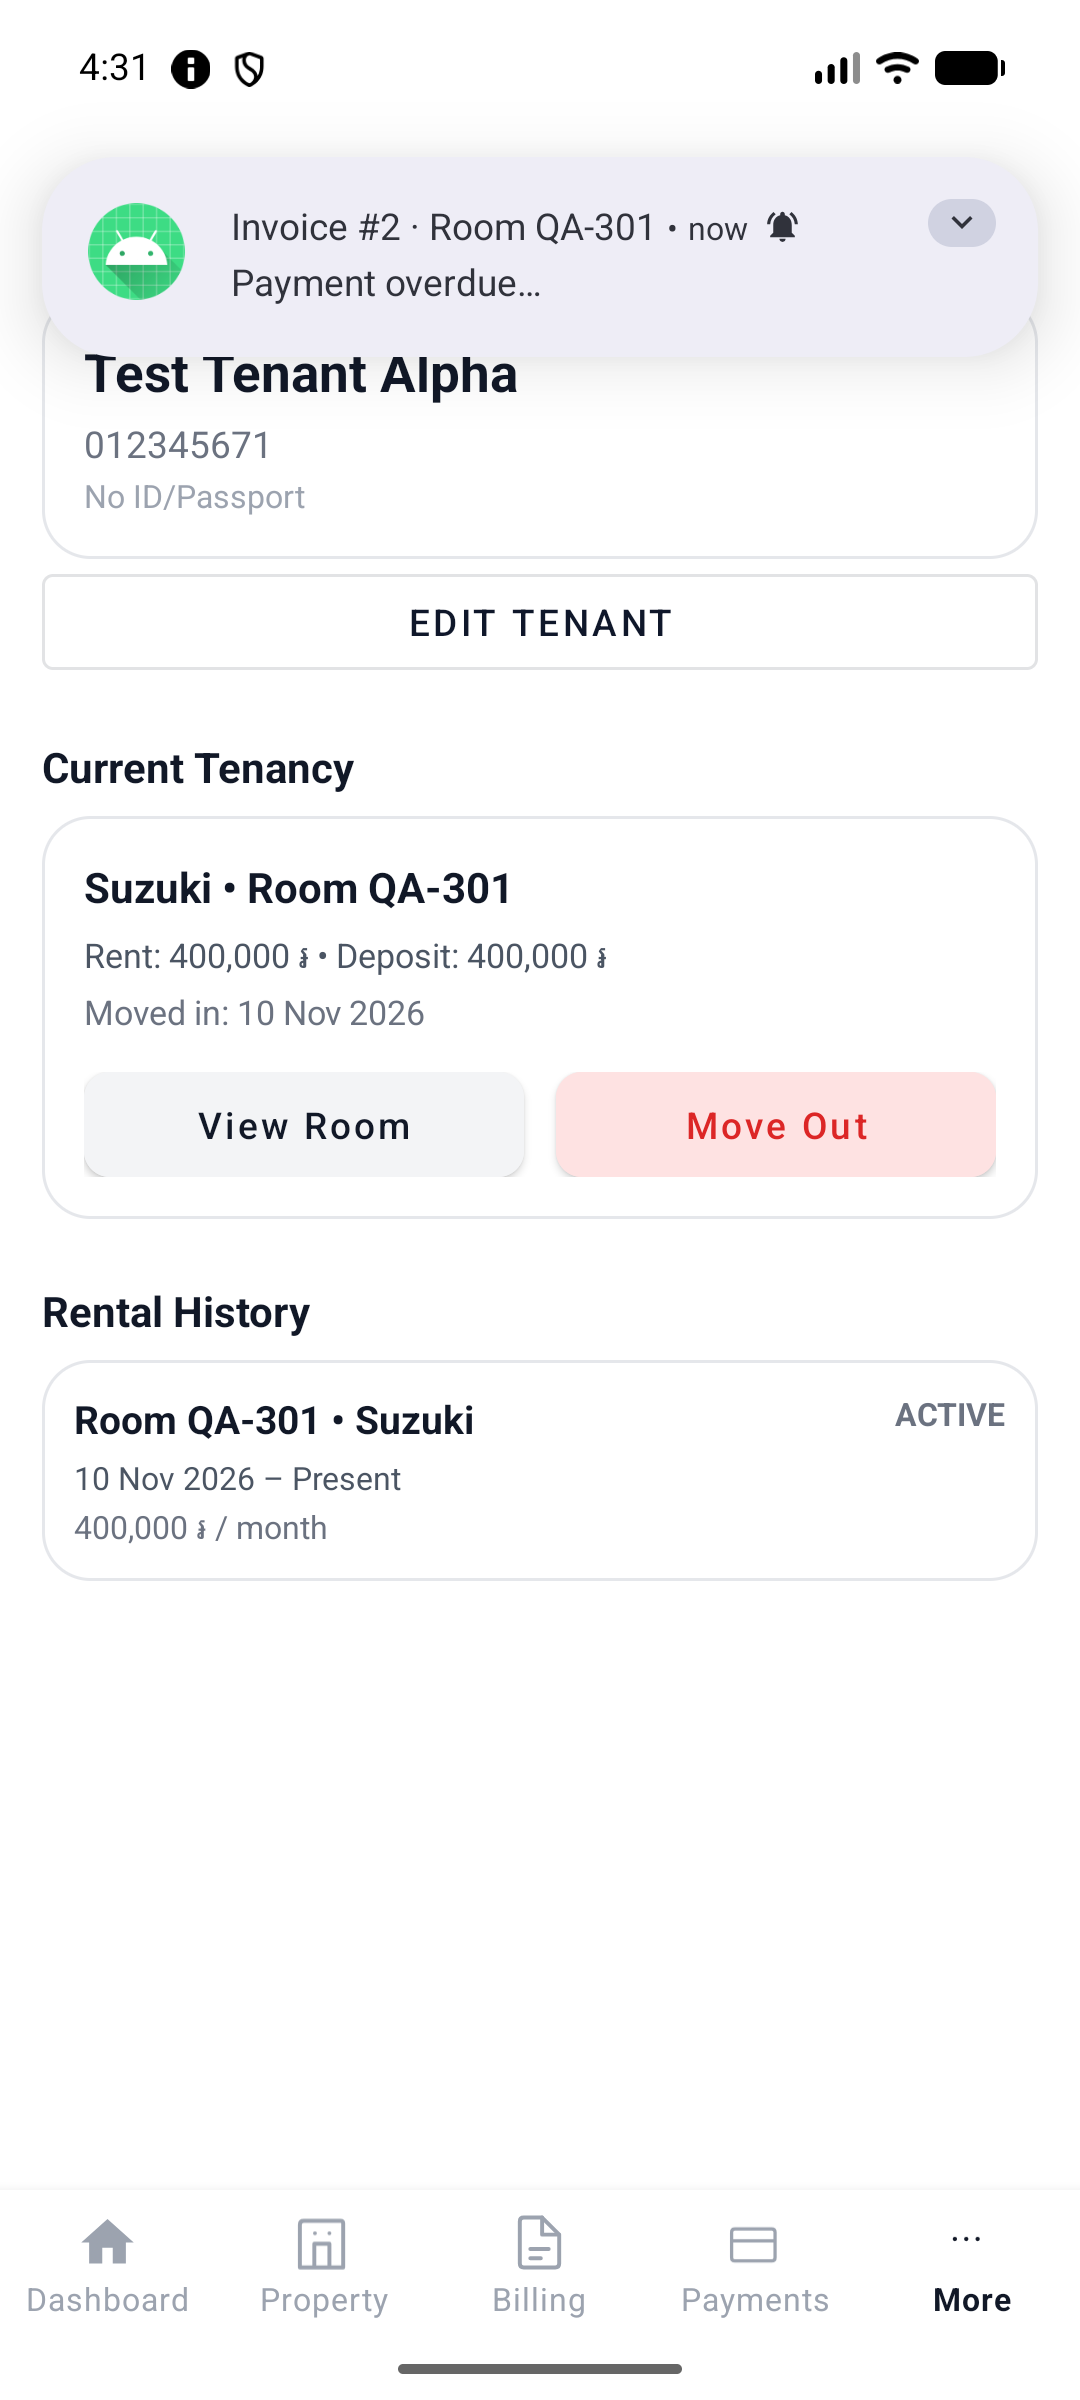 4:31
Invoice #2 · Room QA-301 • now
Payment overdue…
Test Tenant Alpha
012345671
No ID/Passport
EDIT TENANT
Current Tenancy
Suzuki • Room QA-301
Rent: 400,000 ៛ • Deposit: 400,000 ៛
Moved in: 10 Nov 2026
View Room
Move Out
Rental History
Room QA-301 • Suzuki
ACTIVE
10 Nov 2026 – Present
400,000 ៛ / month
Dashboard
Property
Billing
Payments
More